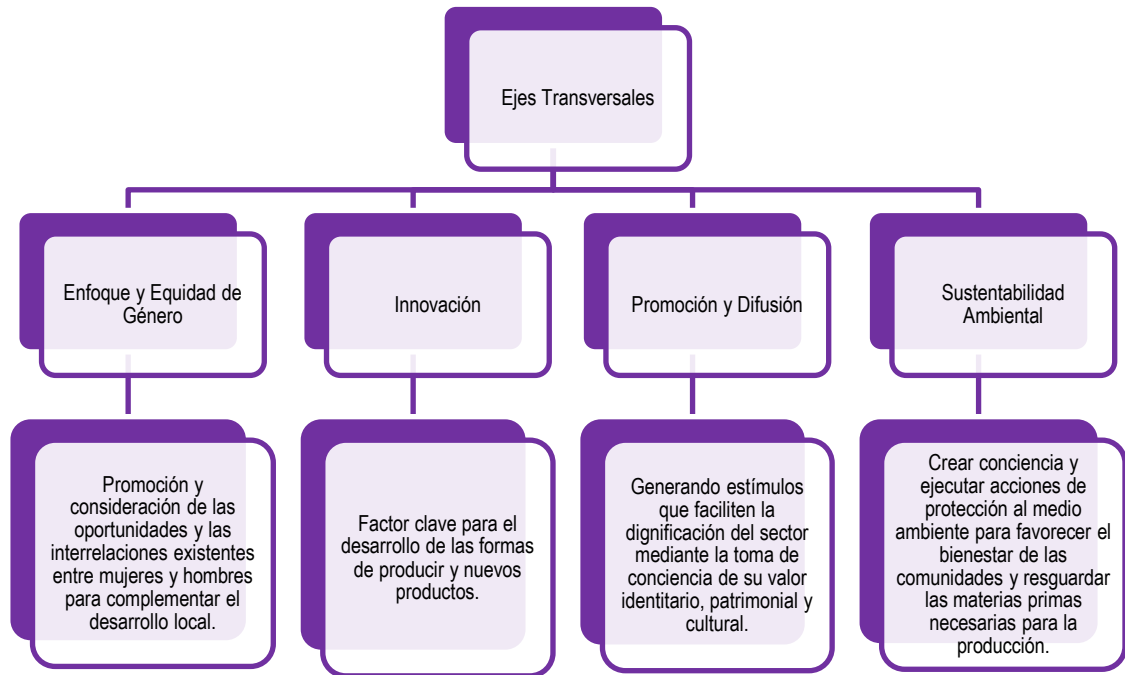 Ejes Transversales
Enfoque y Equidad de
Género
Innovación
Promoción y Difusión
Sustentabilidad
Ambiental
Promoción y
consideración de las
oportunidades y las
interrelaciones existentes
entre mujeres y hombres
para complementar el
desarrollo local.
Factor clave para el
desarrollo de las formas
de producir y nuevos
productos.
Generando estímulos
que faciliten la
dignificación del sector
mediante la toma de
conciencia de su valor
identitario, patrimonial y
cultural.
Crear conciencia y
ejecutar acciones de
protección al medio
ambiente para favorecer el
bienestar de las
comunidades y resguardar
las materias primas
necesarias para la
producción.